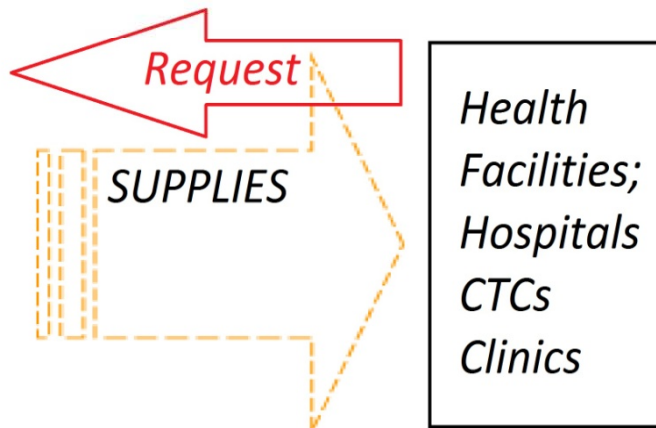 Request
SUPPLIES
Health
Facilities;
Hospitals
CTCs
Clinics